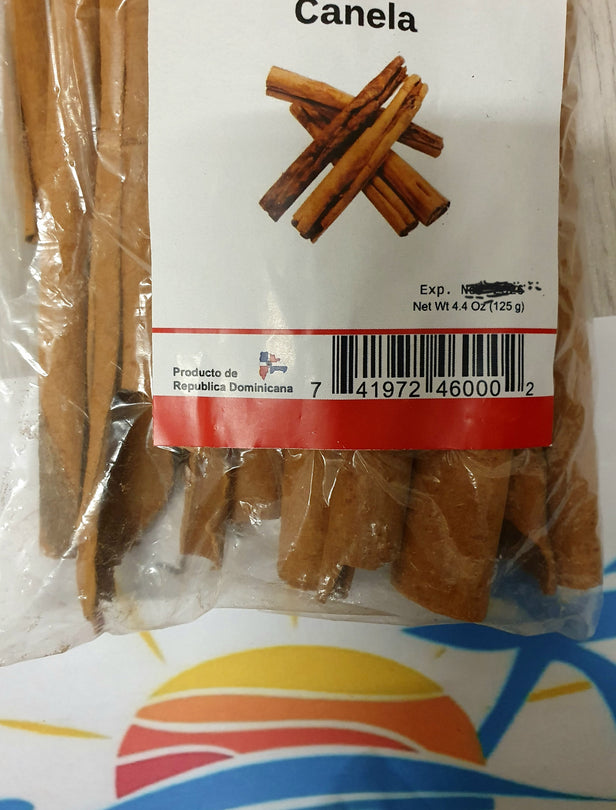 Canela
Exp.
Net Wt 4.4 Oz (125 g)
Producto de
Republica Dominicana
7 41972 46000 2